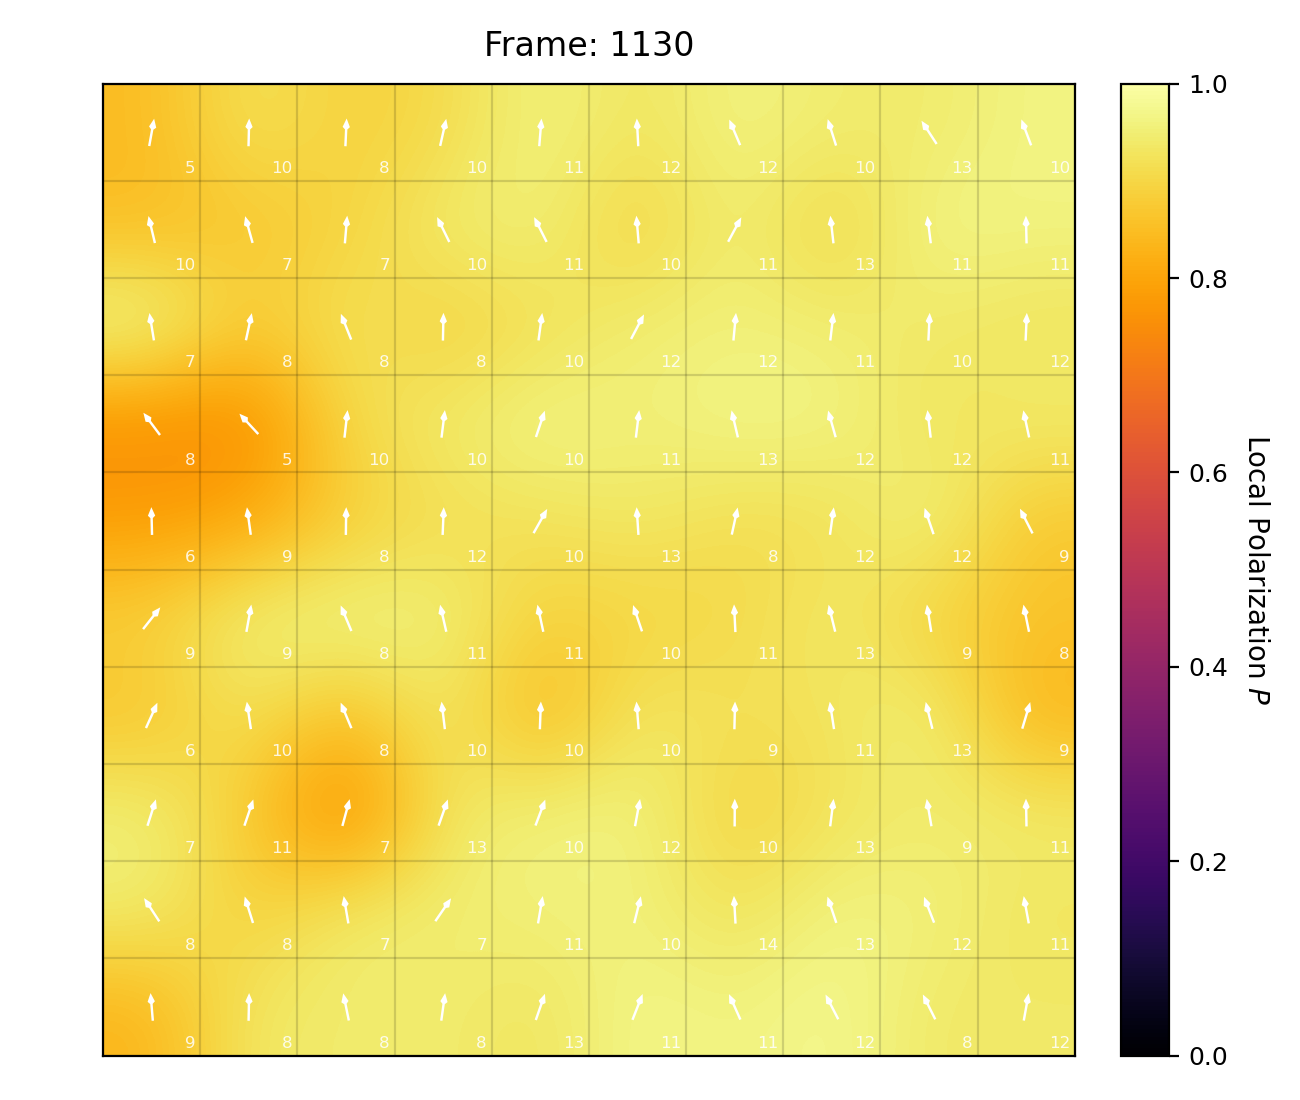 Frame: 1130
5 10 8 10 11 12 12 10 13 10
10 7 7 10 11 10 11 13 11 11
7 8 8 8 10 12 12 11 10 12
8 5 10 10 10 11 13 12 12 11
6 9 8 12 10 13 8 12 12 9
9 9 8 11 11 10 11 13 9 8
6 10 8 10 10 10 9 11 13 9
7 11 7 13 10 12 10 13 9 11
8 8 7 7 11 10 14 13 12 11
9 8 8 8 13 11 11 12 8 12
1.0
0.8
0.6
0.4
0.2
0.0
Local Polarization P